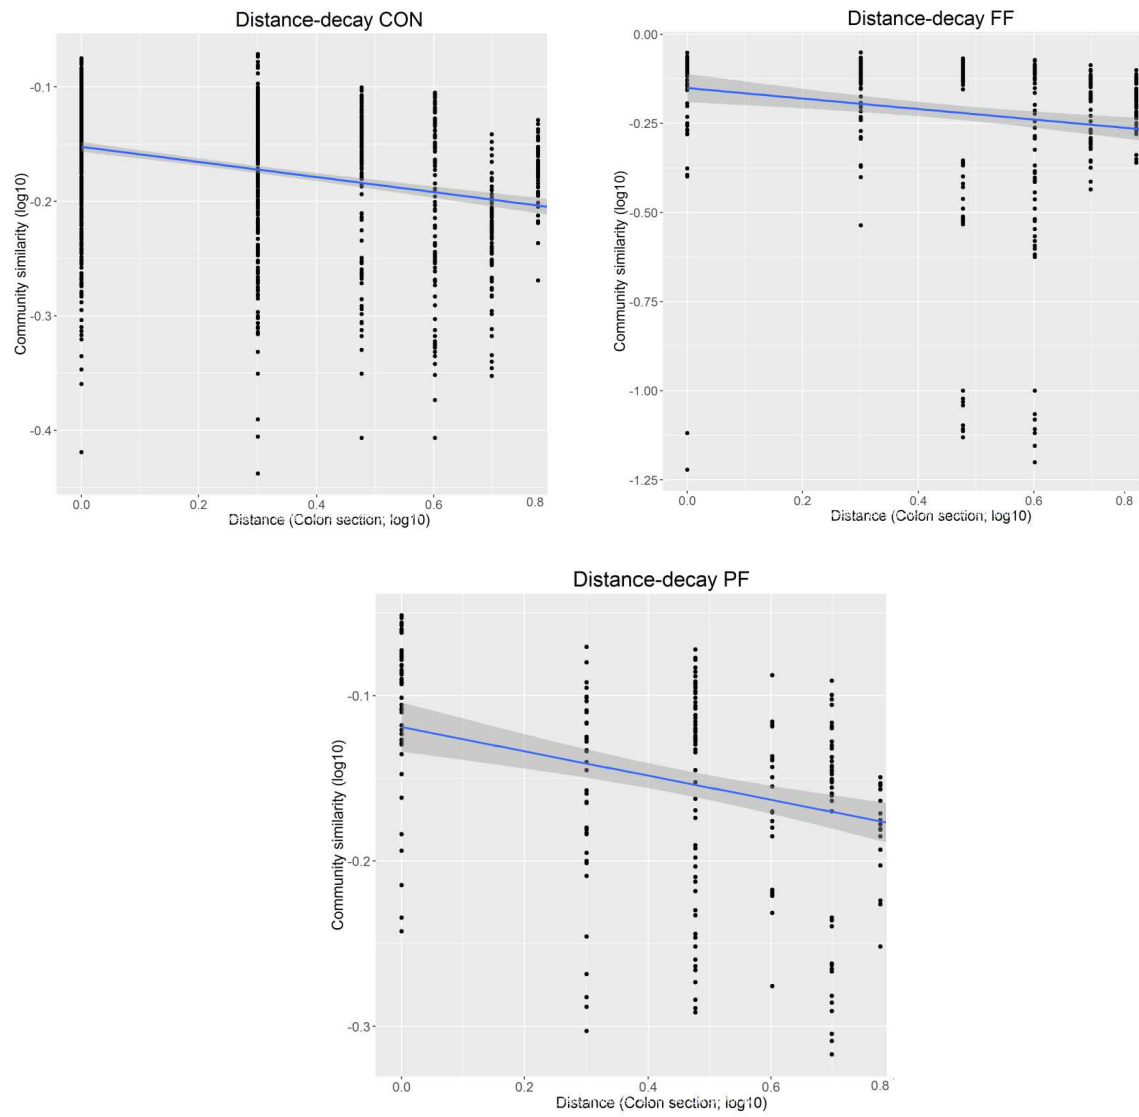 Distance-decay CON
Community similarity (log10)
-0.1
-0.2
-0.3
-0.4
0.0 0.2 0.4 0.6 0.8
Distance (Colon section; log10)
Distance-decay FF
Community similarity (log10)
0.00
-0.25
-0.50
-0.75
-1.00
-1.25
0.0 0.2 0.4 0.6 0.8
Distance (Colon section; log10)
Distance-decay PF
Community similarity (log10)
-0.1
-0.2
-0.3
0.0 0.2 0.4 0.6 0.8
Distance (Colon section; log10)